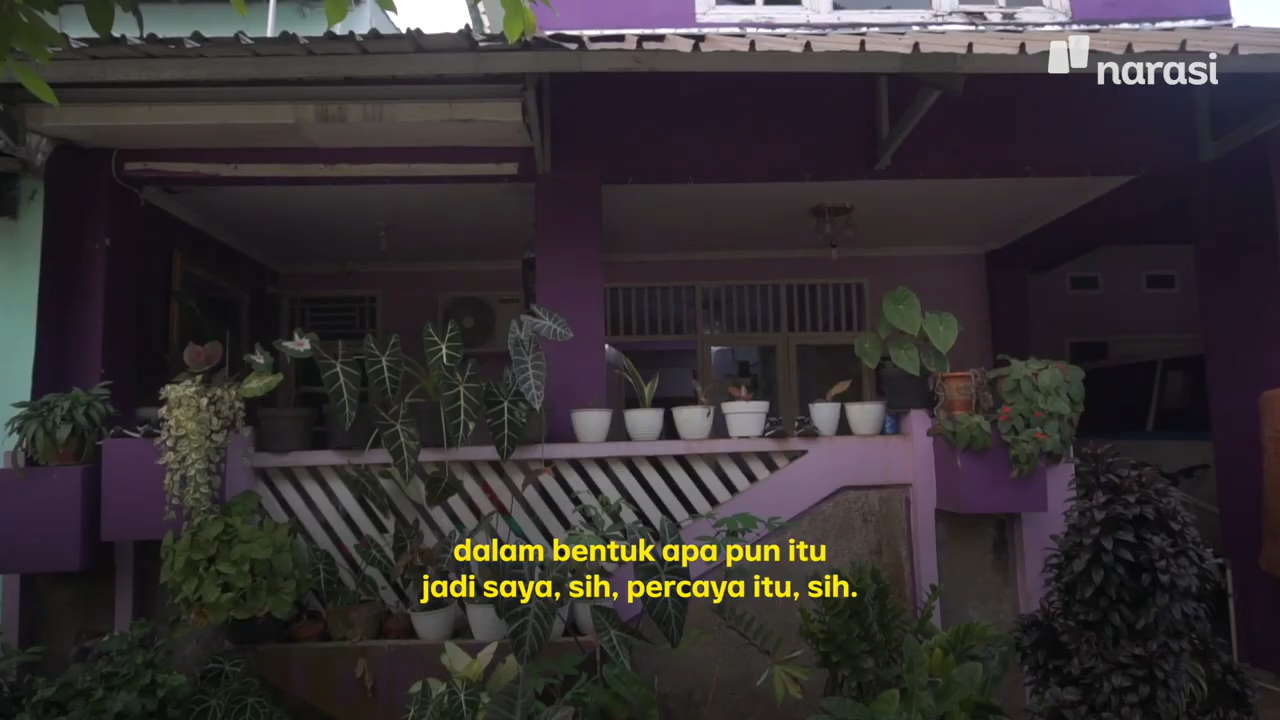 narasi
dalam bentuk apa pun itu
jadi saya, sih, percaya itu, sih.